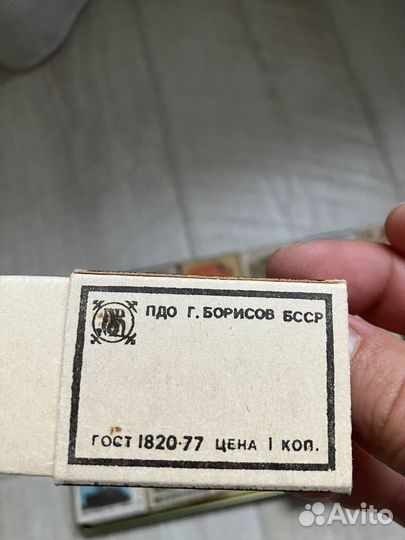 ПДО Г. БОРИСОВ БССР
ГОСТ 1820-77 ЦЕНА 1 КОП.
Avito